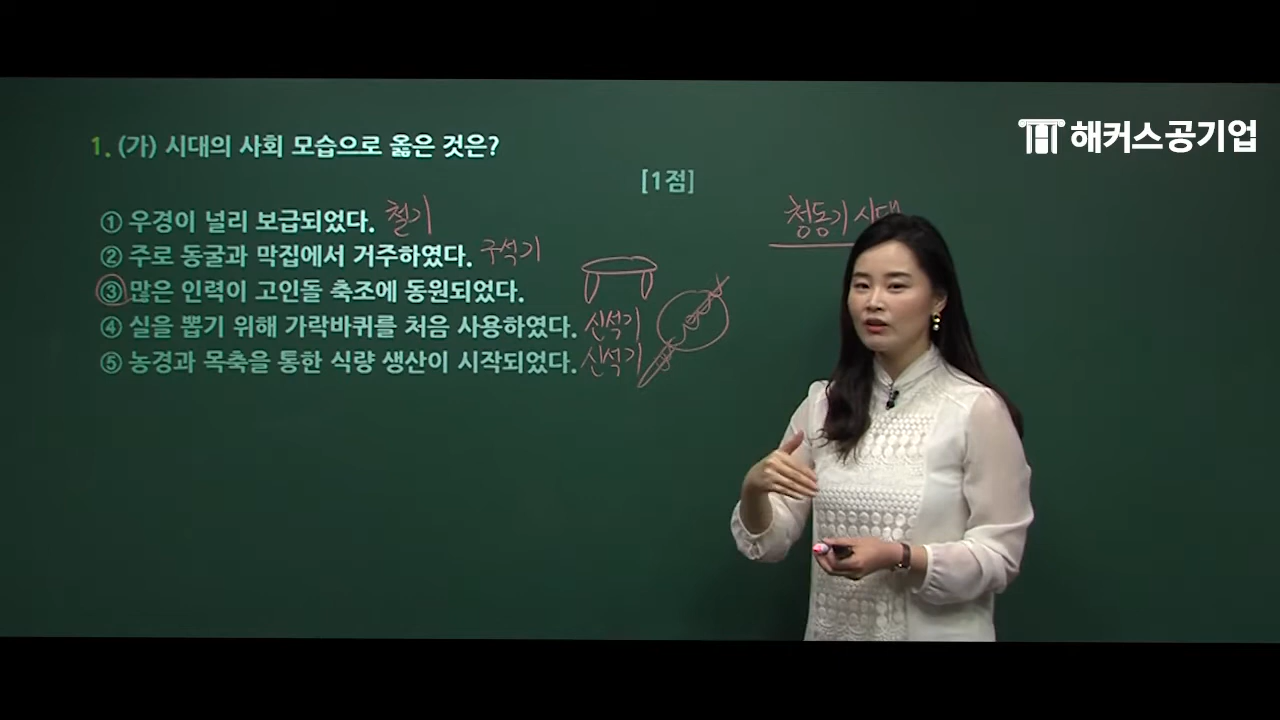 해커스공기업
1. (가) 시대의 사회 모습으로 옳은 것은?
[1점]
청동기 시대
① 우경이 널리 보급되었다. 철기
② 주로 동굴과 막집에서 거주하였다. 구석기
③ 많은 인력이 고인돌 축조에 동원되었다.
④ 실을 뽑기 위해 가락바퀴를 처음 사용하였다. 신석기
⑤ 농경과 목축을 통한 식량 생산이 시작되었다. 신석기